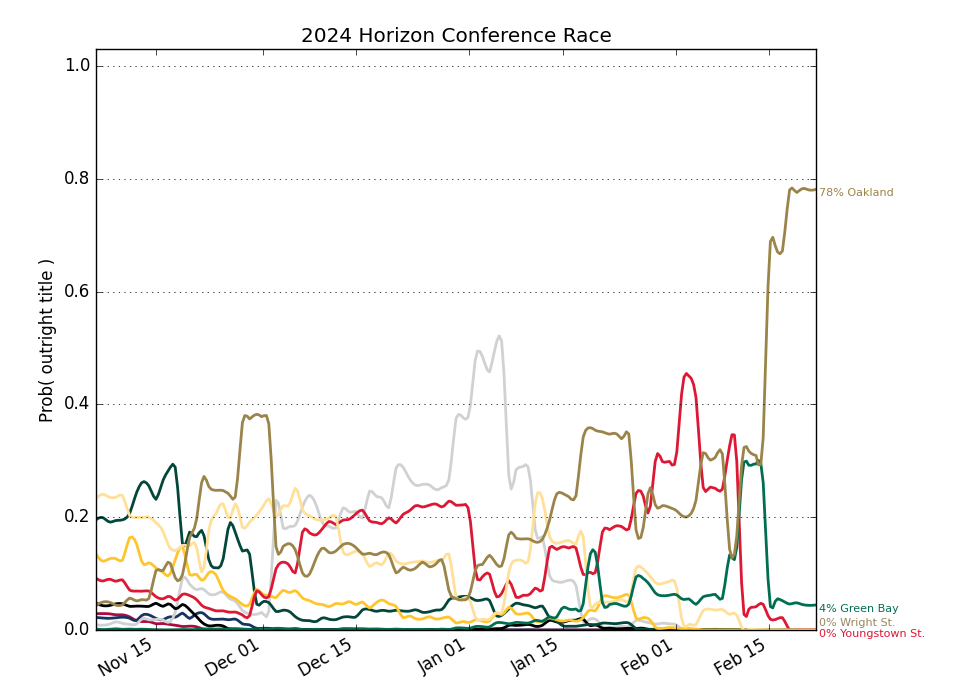 2024 Horizon Conference Race
1.0
0.8
0.6
0.4
0.2
0.0
Prob( outright title )
78% Oakland
4% Green Bay
0% Wright St.
0% Youngstown St.
Nov 15
Dec 01
Dec 15
Jan 01
Jan 15
Feb 01
Feb 15